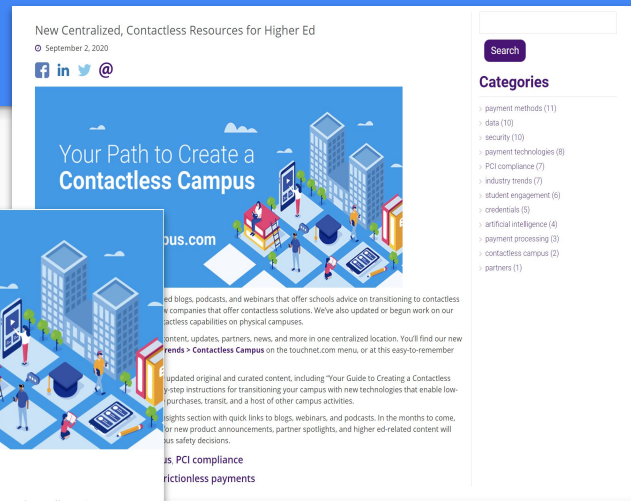 New Centralized, Contactless Resources for Higher Ed
September 2, 2020
f in @
Your Path to Create a
Contactless Campus
pus.com
ed blogs, podcasts, and webinars that offer schools advice on transitioning to contactless
w companies that offer contactless solutions. We've also updated or begun work on our
tactless capabilities on physical campuses.
ontent, updates, partners, news, and more in one centralized location. You'll find our new
rends > Contactless Campus on the touchnet.com menu, or at this easy-to-remember
updated original and curated content, including "Your Guide to Creating a Contactless
y-step instructions for transitioning your campus with new technologies that enable low-
purchases, transit, and a host of other campus activities.
sights section with quick links to blogs, webinars, and podcasts. In the months to come,
or new product announcements, partner spotlights, and higher ed-related content will
us safety decisions.
us, PCI compliance
rictionless payments
Search
Categories
› payment methods (11)
› data (10)
› security (10)
› payment technologies (8)
› PCI compliance (7)
› industry trends (7)
› student engagement (6)
› credentials (5)
› artificial intelligence (4)
› payment processing (3)
› contactless campus (2)
› partners (1)